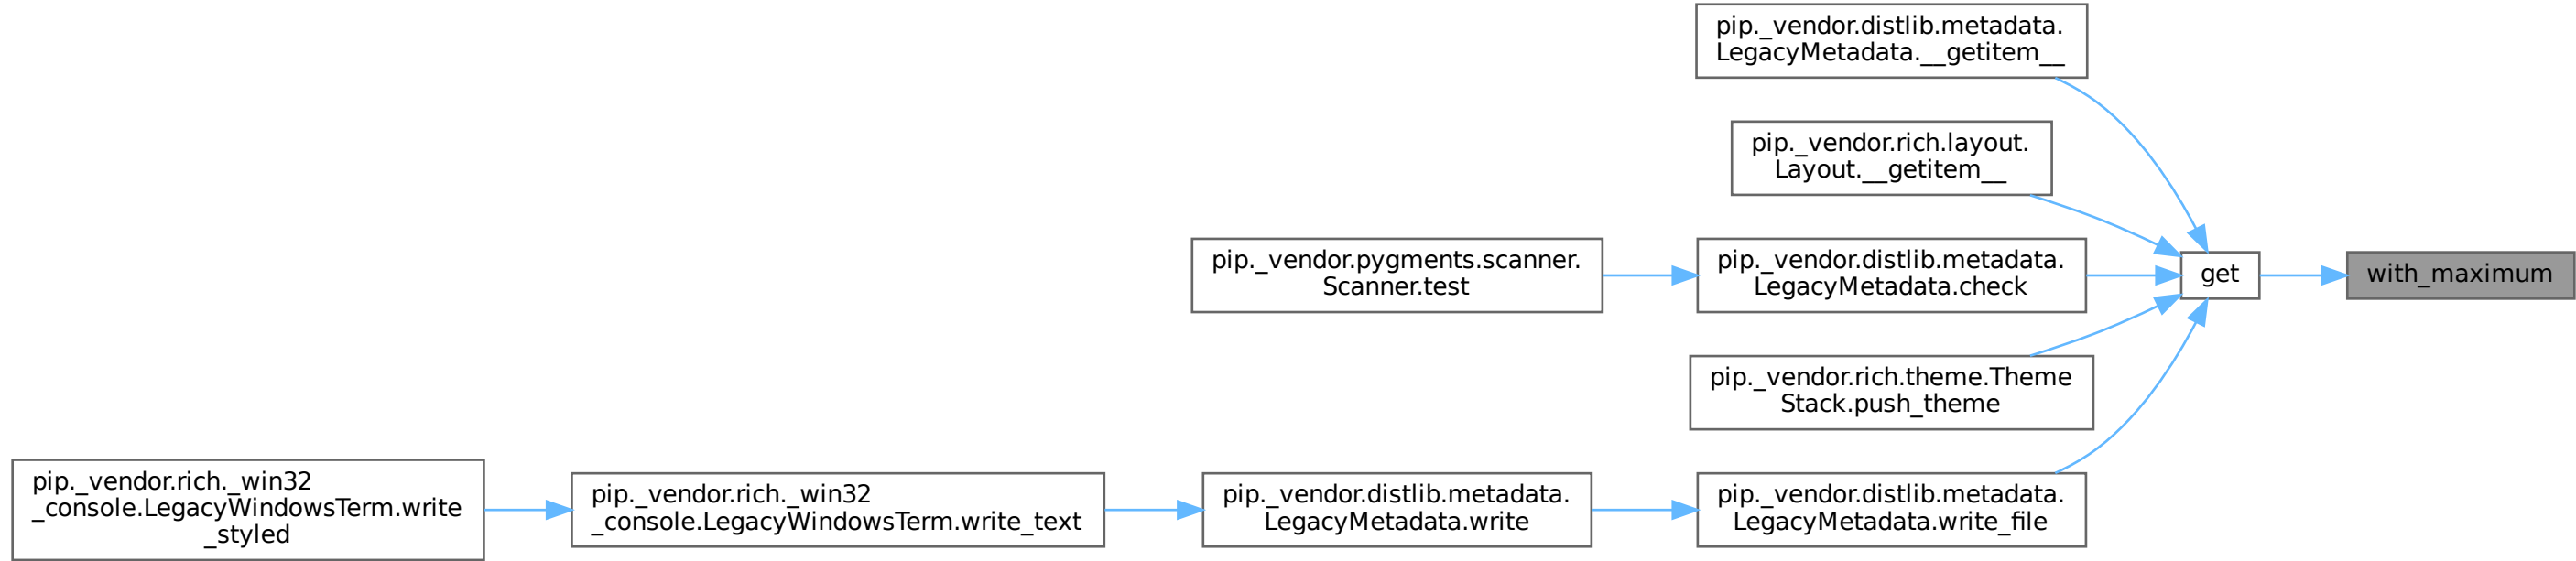 pip._vendor.distlib.metadata.
LegacyMetadata.__getitem__
pip._vendor.rich.layout.
Layout.__getitem__
pip._vendor.pygments.scanner.
Scanner.test
pip._vendor.distlib.metadata.
LegacyMetadata.check
get
with_maximum
pip._vendor.rich.theme.Theme
Stack.push_theme
pip._vendor.rich._win32
_console.LegacyWindowsTerm.write
_styled
pip._vendor.rich._win32
_console.LegacyWindowsTerm.write_text
pip._vendor.distlib.metadata.
LegacyMetadata.write
pip._vendor.distlib.metadata.
LegacyMetadata.write_file